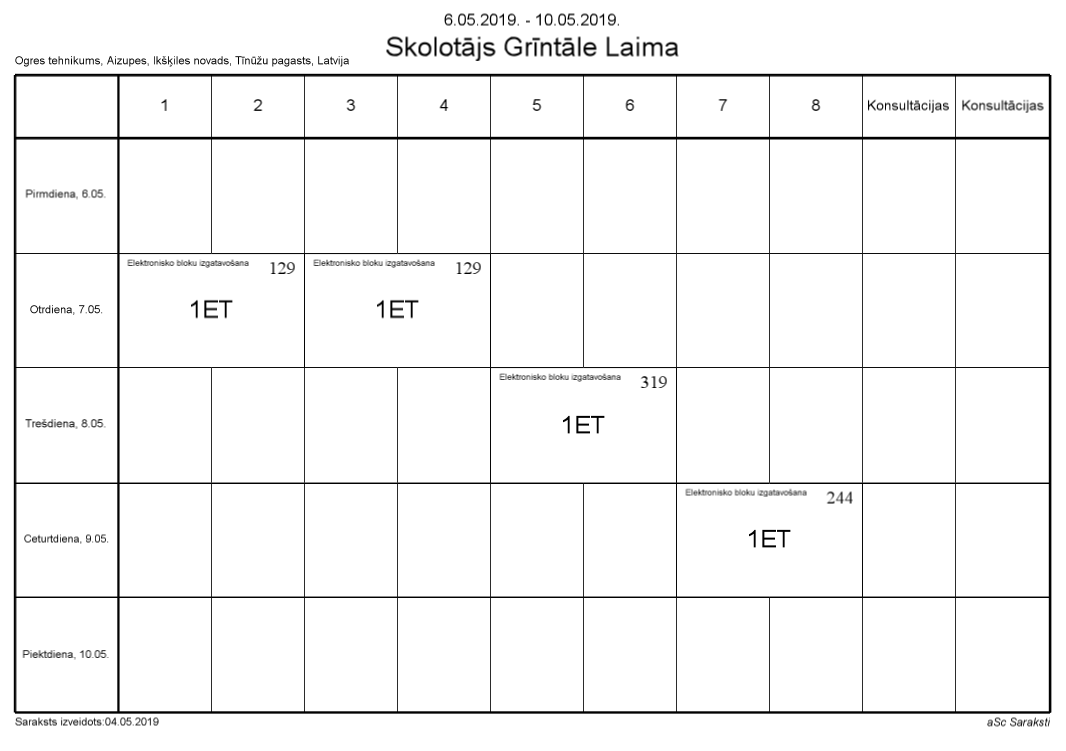 6.05.2019. - 10.05.2019.
Skolotājs Grīntāle Laima
Ogres tehnikums, Aizupes, Ikšķiles novads, Tīnūžu pagasts, Latvija
1 2 3 4 5 6 7 8 Konsultācijas Konsultācijas
Pirmdiena, 6.05.
Elektronisko bloku izgatavošana 129 Elektronisko bloku izgatavošana 129
Otrdiena, 7.05. 1ET 1ET
Elektronisko bloku izgatavošana 319
Trešdiena, 8.05. 1ET
Elektronisko bloku izgatavošana 244
Ceturtdiena, 9.05. 1ET
Piektdiena, 10.05.
Saraksts izveidots:04.05.2019 aSc Saraksti